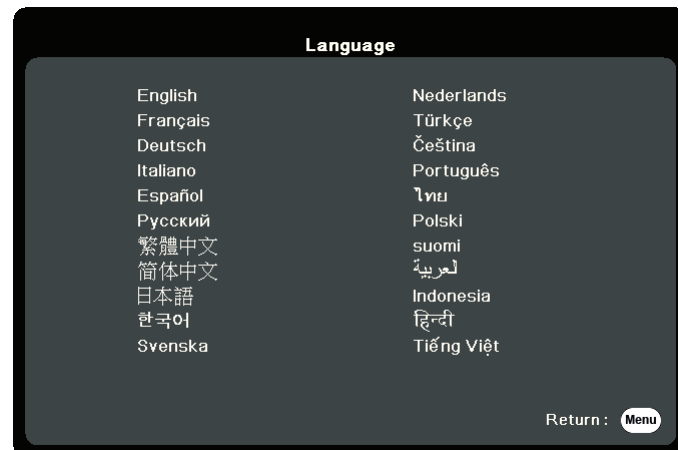 Language
English
Français
Deutsch
Italiano
Español
Русский
繁體中文
简体中文
日本語
한국어
Svenska
Nederlands
Türkçe
Čeština
Português
ไทย
Polski
suomi
لعربية
Indonesia
हिन्दी
Tiếng Việt
Return: Menu